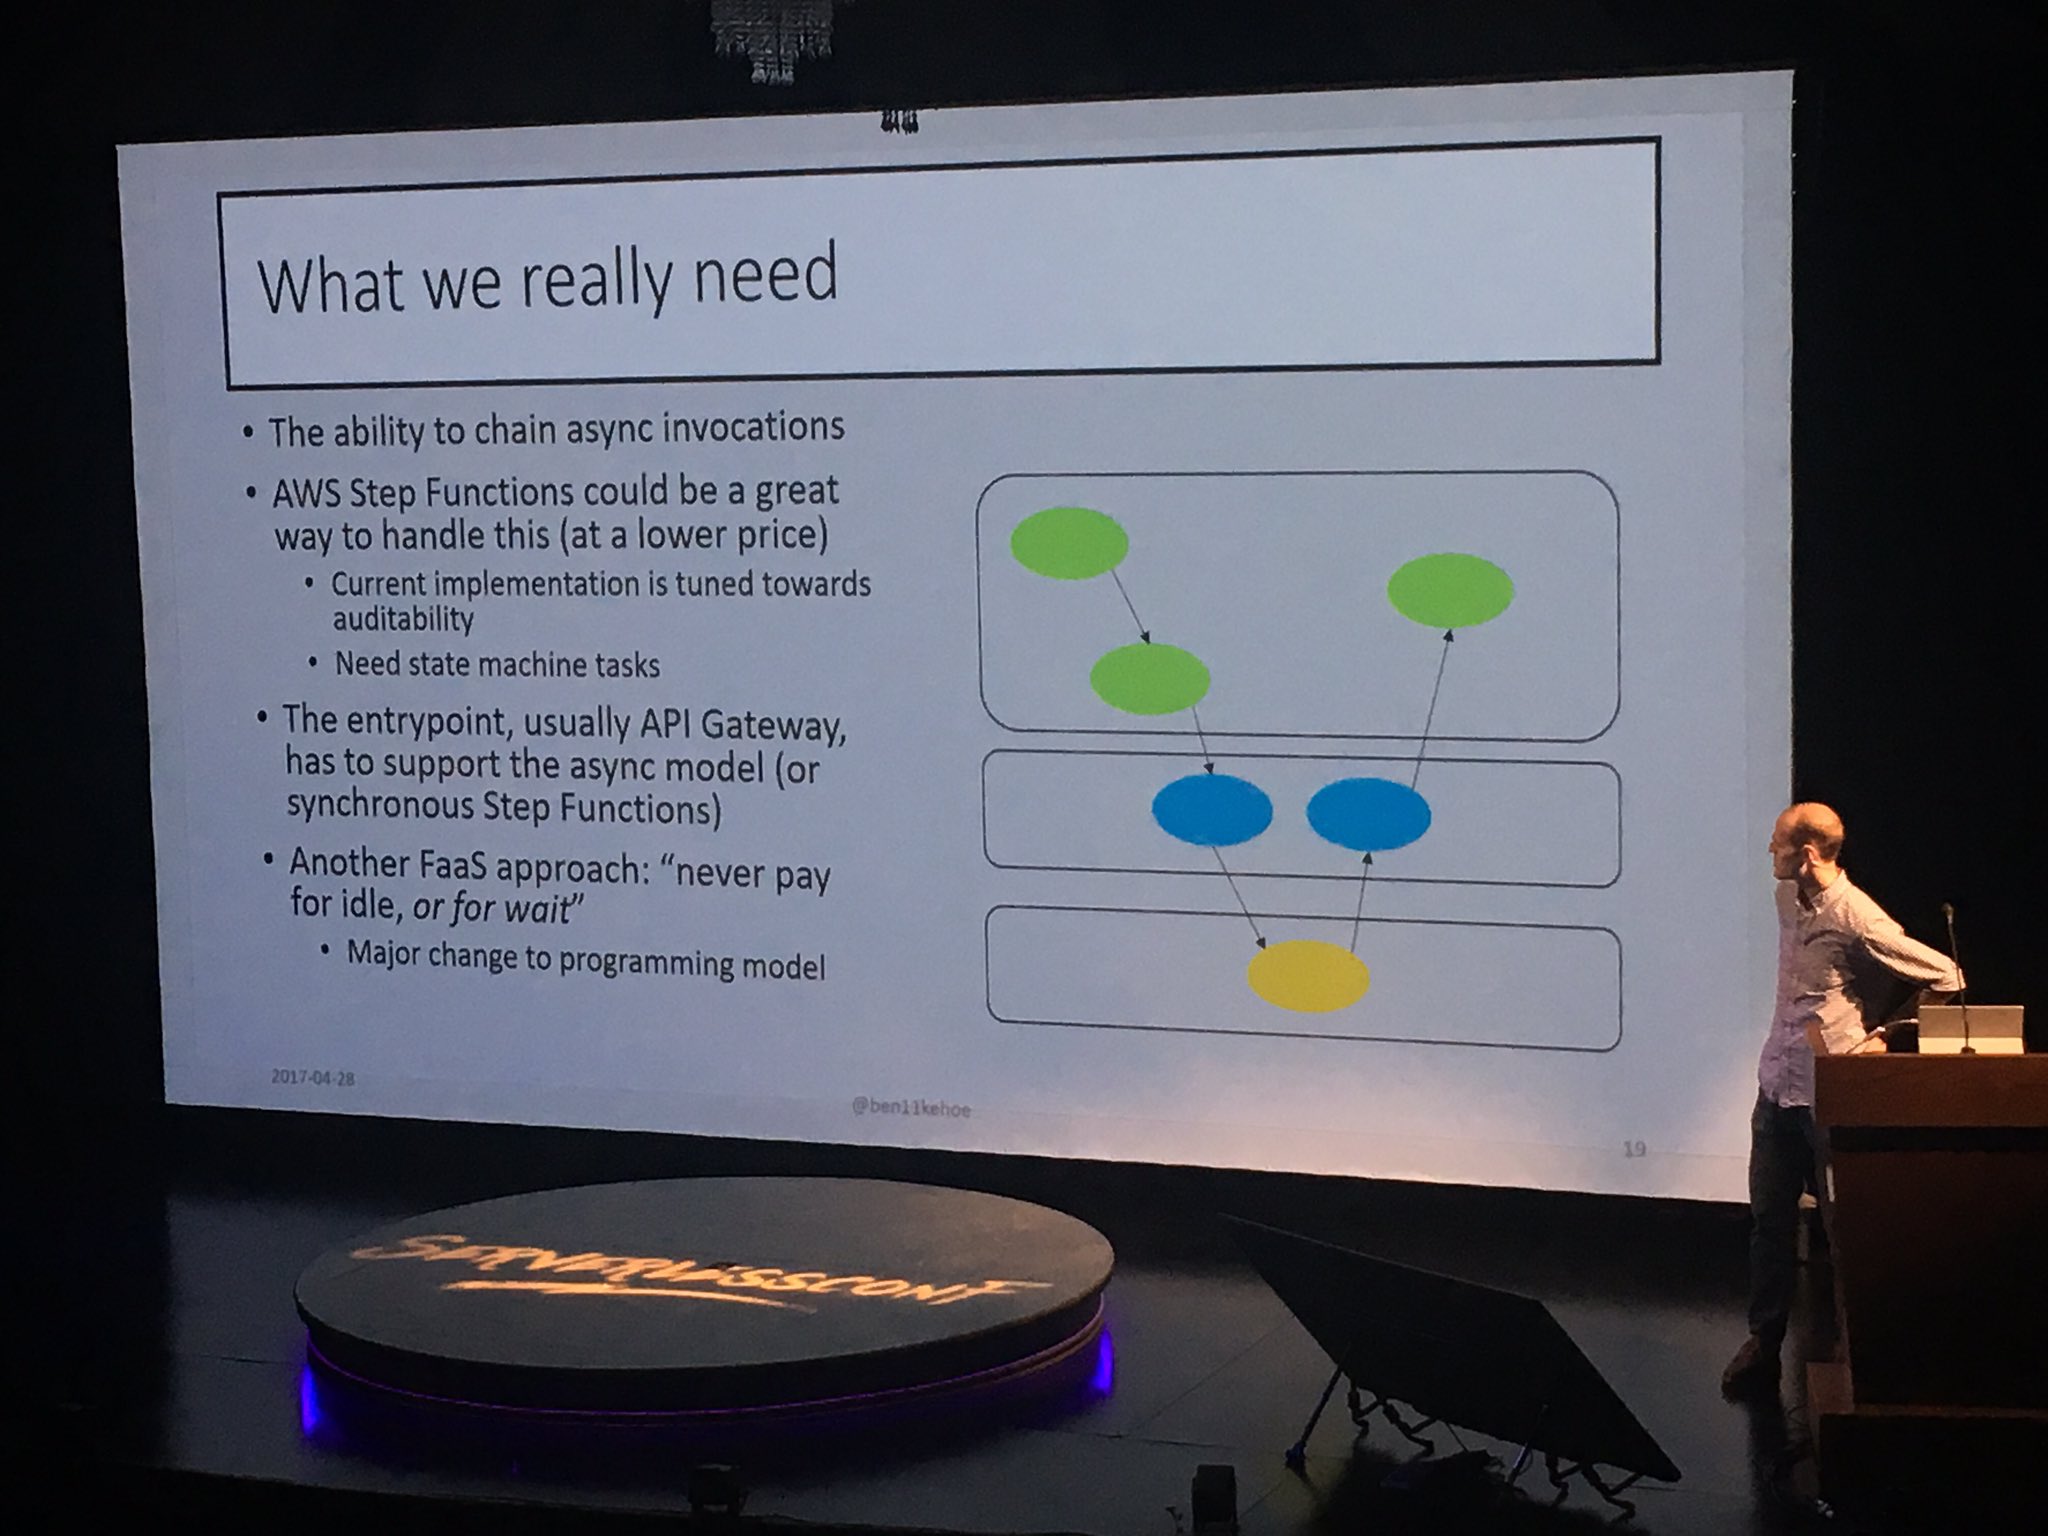 What we really need
• The ability to chain async invocations
• AWS Step Functions could be a great
way to handle this (at a lower price)
• Current implementation is tuned towards
auditability
• Need state machine tasks
• The entrypoint, usually API Gateway,
has to support the async model (or
synchronous Step Functions)
• Another FaaS approach: “never pay
for idle, or for wait”
• Major change to programming model
2017-04-28
@ben11kehoe
19
SERVERLESSCONF